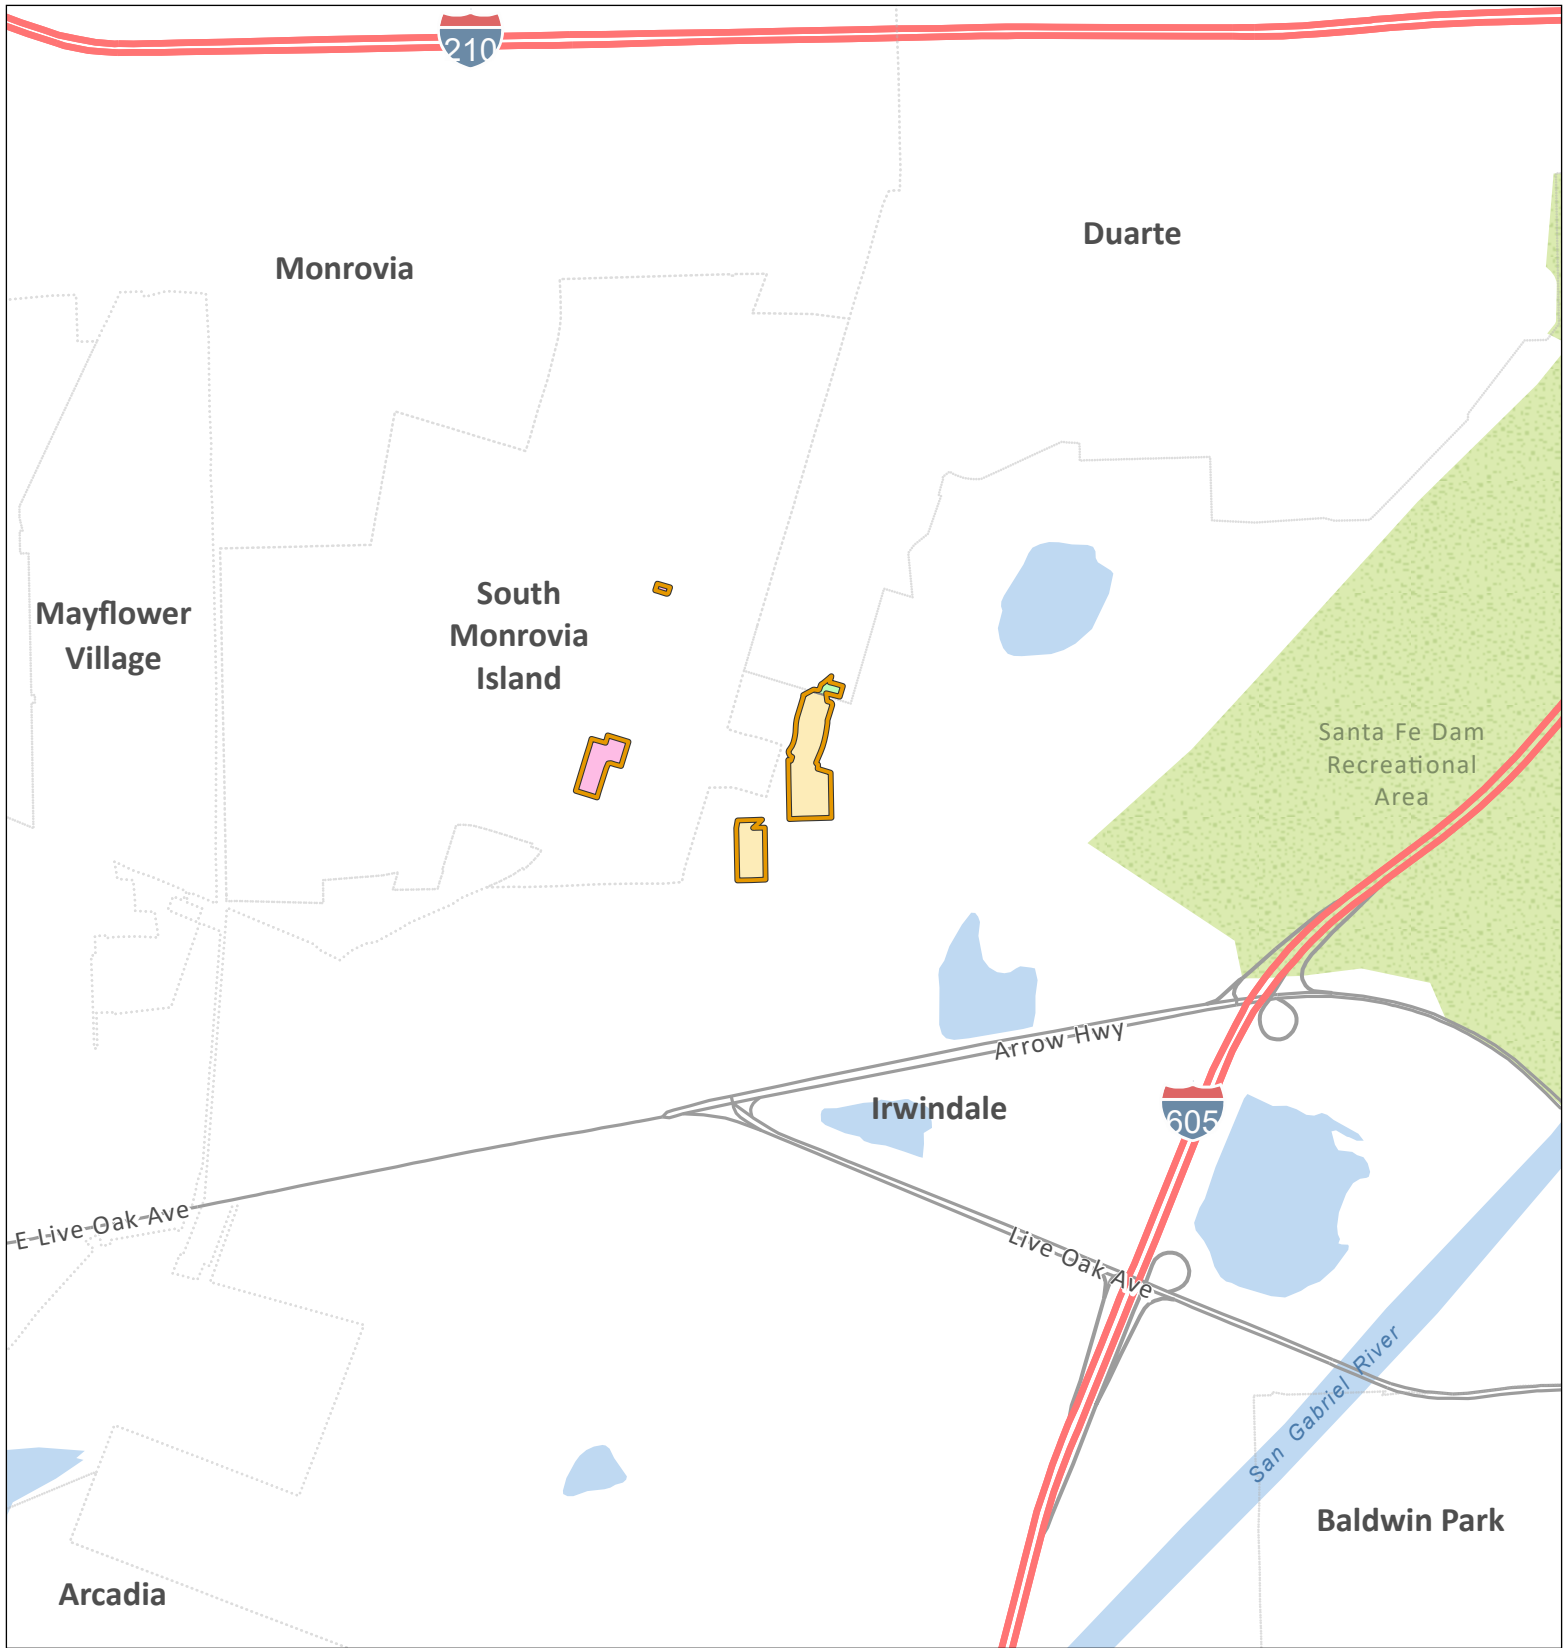 210
Duarte
Monrovia
South
Monrovia
Island
Mayflower
Village
Santa Fe Dam
Recreational
Area
Arrow Hwy
Irwindale
605
E Live Oak Ave
Live Oak Ave
San Gabriel River
Baldwin Park
Arcadia